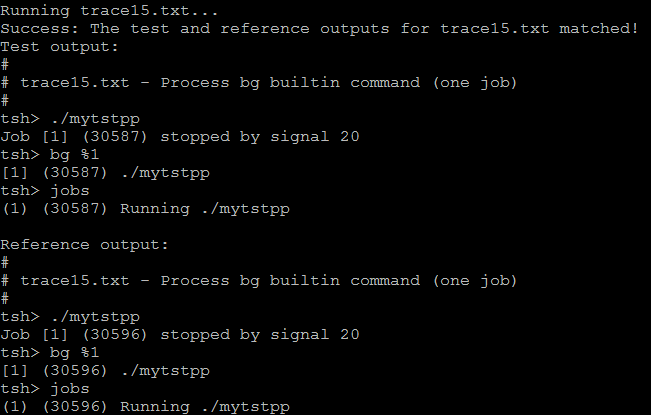 Running trace15.txt...
Success: The test and reference outputs for trace15.txt matched!
Test output:
#
# trace15.txt - Process bg builtin command (one job)
#
tsh> ./mytstpp
Job [1] (30587) stopped by signal 20
tsh> bg %1
[1] (30587) ./mytstpp
tsh> jobs
(1) (30587) Running ./mytstpp

Reference output:
#
# trace15.txt - Process bg builtin command (one job)
#
tsh> ./mytstpp
Job [1] (30596) stopped by signal 20
tsh> bg %1
[1] (30596) ./mytstpp
tsh> jobs
(1) (30596) Running ./mytstpp